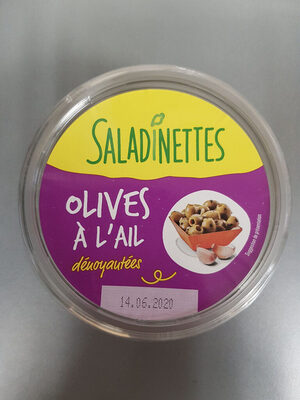 SALADINETTES
OLIVES
À L'AIL
dénoyautées
Suggestion de présentation
14.06.2020